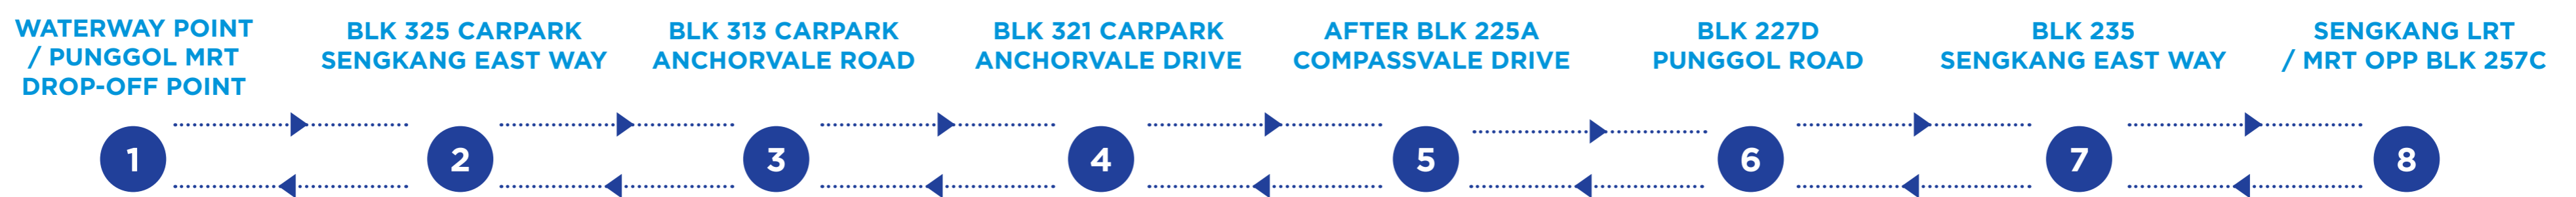 WATERWAY POINT
/ PUNGGOL MRT
DROP-OFF POINT
BLK 325 CARPARK
SENGKANG EAST WAY
BLK 313 CARPARK
ANCHORVALE ROAD
BLK 321 CARPARK
ANCHORVALE DRIVE
AFTER BLK 225A
COMPASSVALE DRIVE
BLK 227D
PUNGGOL ROAD
BLK 235
SENGKANG EAST WAY
SENGKANG LRT
/ MRT OPP BLK 257C
1
2
3
4
5
6
7
8